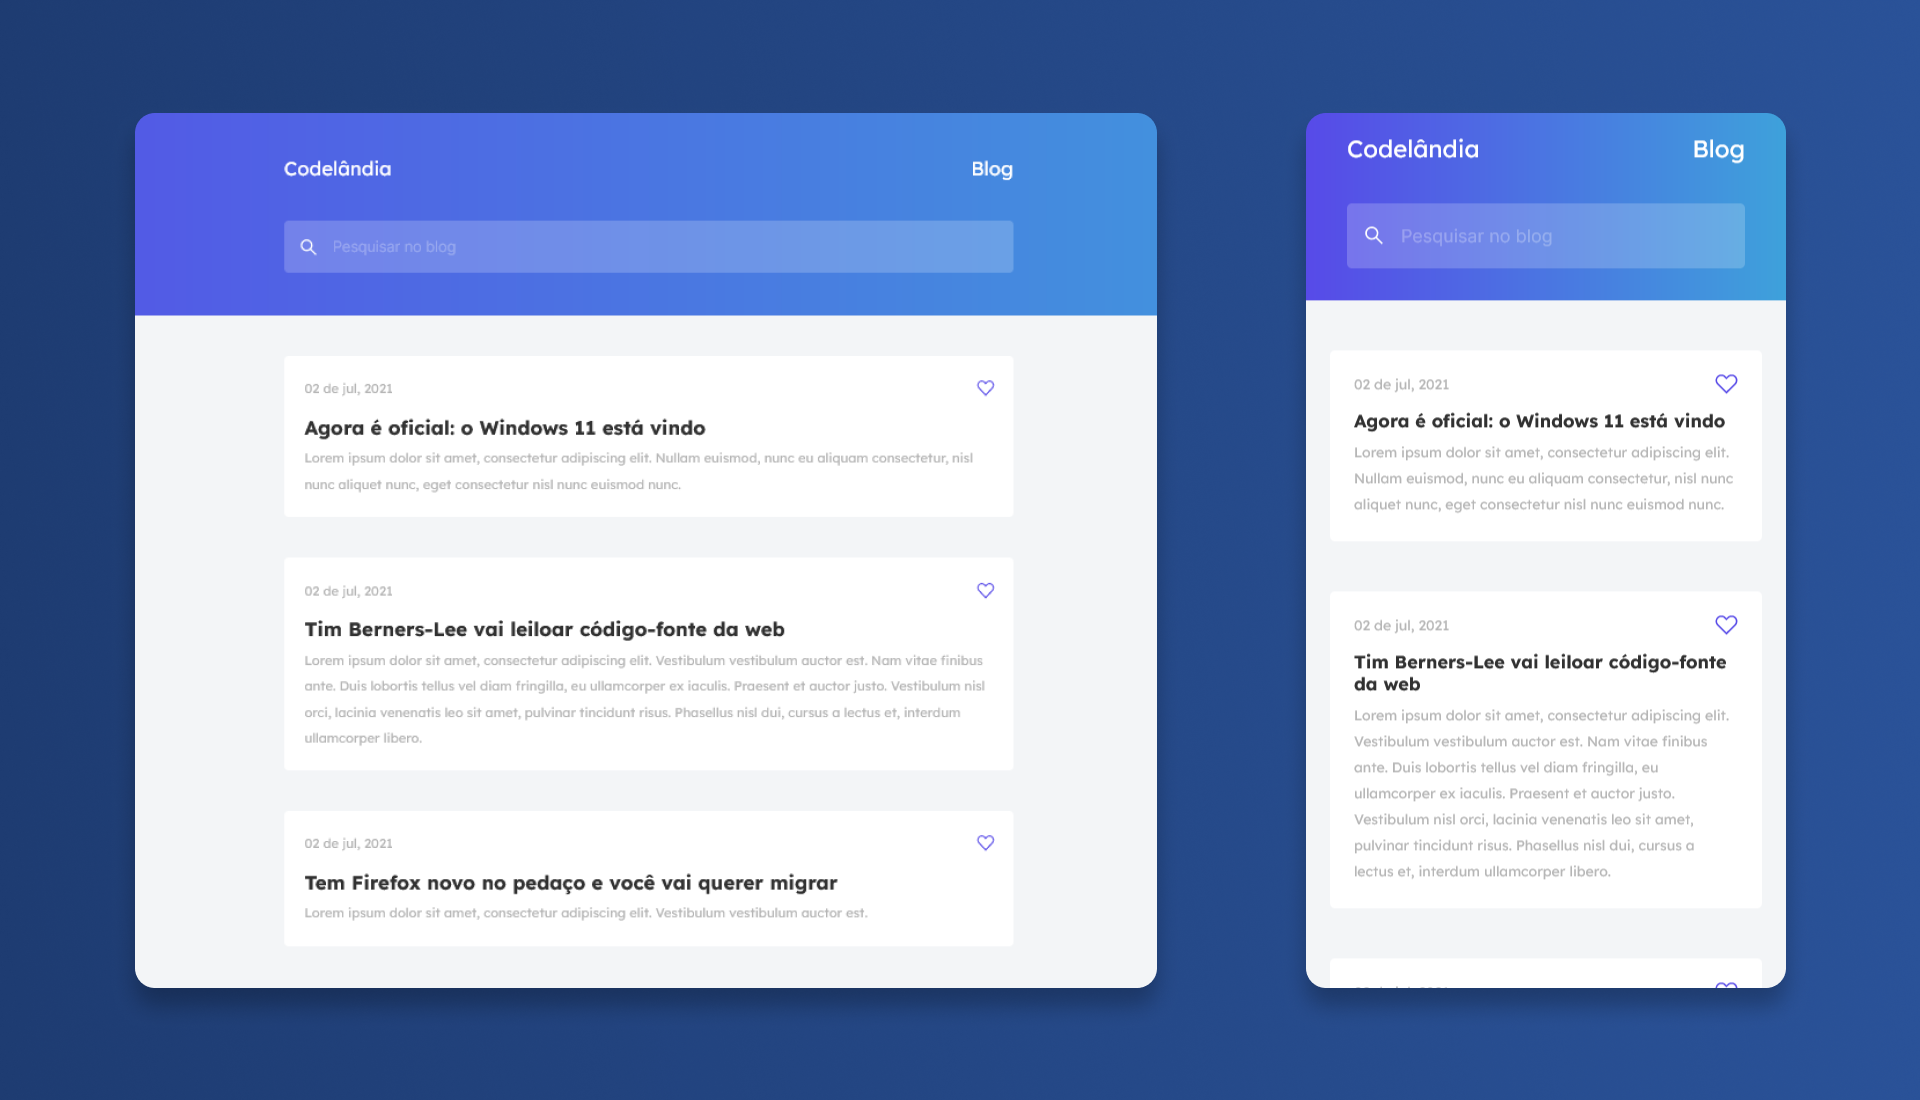 Codelândia
Blog
Pesquisar no blog
02 de jul, 2021
Agora é oficial: o Windows 11 está vindo
Lorem ipsum dolor sit amet, consectetur adipiscing elit. Nullam euismod, nunc eu aliquam consectetur, nisl
nunc aliquet nunc, eget consectetur nisl nunc euismod nunc.
02 de jul, 2021
Tim Berners-Lee vai leiloar código-fonte da web
Lorem ipsum dolor sit amet, consectetur adipiscing elit. Vestibulum vestibulum auctor est. Nam vitae finibus
ante. Duis lobortis tellus vel diam fringilla, eu ullamcorper ex iaculis. Praesent et auctor justo. Vestibulum nisl
orci, lacinia venenatis leo sit amet, pulvinar tincidunt risus. Phasellus nisl dui, cursus a lectus et, interdum
ullamcorper libero.
02 de jul, 2021
Tem Firefox novo no pedaço e você vai querer migrar
Lorem ipsum dolor sit amet, consectetur adipiscing elit. Vestibulum vestibulum auctor est.
Codelândia
Blog
Pesquisar no blog
02 de jul, 2021
Agora é oficial: o Windows 11 está vindo
Lorem ipsum dolor sit amet, consectetur adipiscing elit.
Nullam euismod, nunc eu aliquam consectetur, nisl nunc
aliquet nunc, eget consectetur nisl nunc euismod nunc.
02 de jul, 2021
Tim Berners-Lee vai leiloar código-fonte
da web
Lorem ipsum dolor sit amet, consectetur adipiscing elit.
Vestibulum vestibulum auctor est. Nam vitae finibus
ante. Duis lobortis tellus vel diam fringilla, eu
ullamcorper ex iaculis. Praesent et auctor justo.
Vestibulum nisl orci, lacinia venenatis leo sit amet,
pulvinar tincidunt risus. Phasellus nisl dui, cursus a
lectus et, interdum ullamcorper libero.